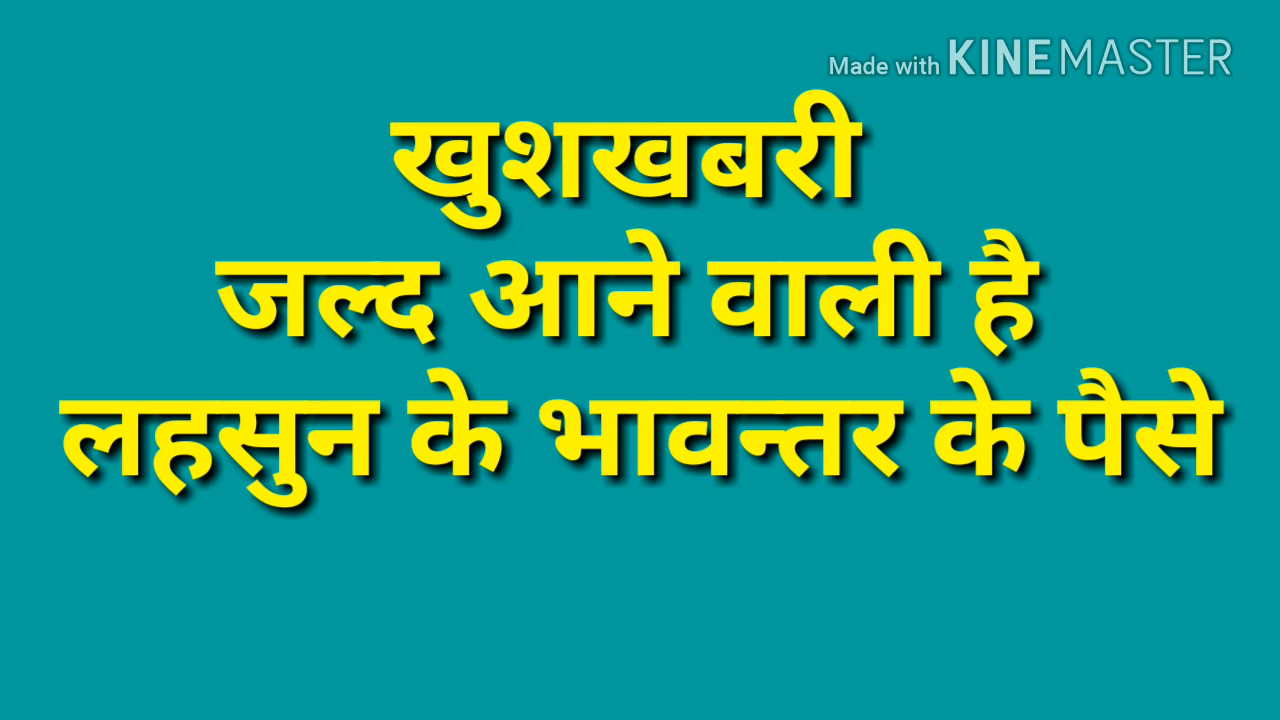 Made with KINEMASTER
खुशखबरी
जल्द आने वाली है
लहसुन के भावन्तर के पैसे